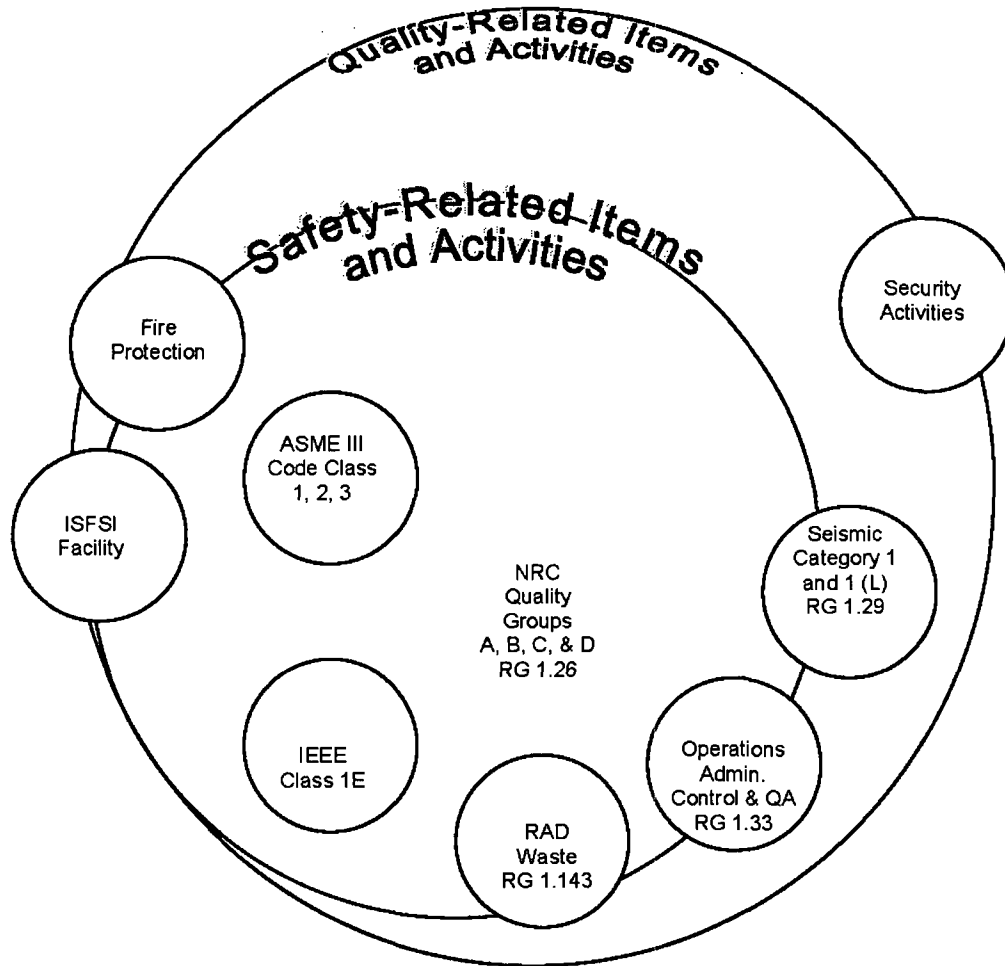 Quality-Related Items
and Activities
Safety-Related Items
and Activities
Fire
Protection
Security
Activities
ASME III
Code Class
1, 2, 3
ISFSI
Facility
Seismic
Category 1
and 1 (L)
RG 1.29
NRC
Quality
Groups
A, B, C, & D
RG 1.26
IEEE
Class 1E
Operations
Admin.
Control & QA
RG 1.33
RAD
Waste
RG 1.143